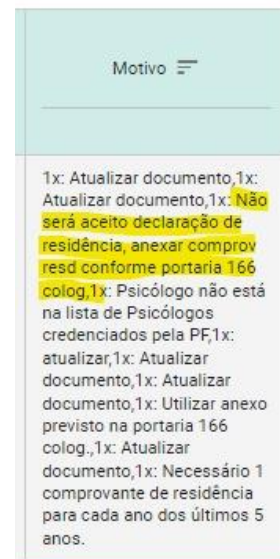 Motivo
1x: Atualizar documento,1x:
Atualizar documento,1x: Não
será aceito declaração de
residência, anexar comprov
resd conforme portaria 166
colog,1x: Psicólogo não está
na lista de Psicólogos
credenciados pela PF,1x:
atualizar,1x: Atualizar
documento,1x: Atualizar
documento,1x: Utilizar anexo
previsto na portaria 166
colog.,1x: Atualizar
documento,1x: Necessário 1
comprovante de residência
para cada ano dos últimos 5
anos.